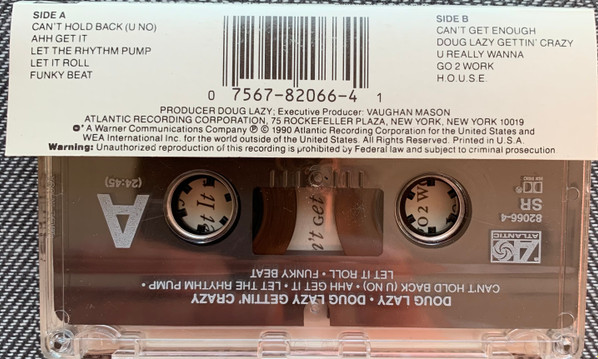 SIDE A
CAN'T HOLD BACK (U NO)
AHH GET IT
LET THE RHYTHM PUMP
LET IT ROLL
FUNKY BEAT
SIDE B
CAN'T GET ENOUGH
DOUG LAZY GETTIN' CRAZY
U REALLY WANNA
GO 2 WORK
H.O.U.S.E.
0 7567-82066-4 1
PRODUCER DOUG LAZY; Executive Producer: VAUGHAN MASON
ATLANTIC RECORDING CORPORATION, 75 ROCKEFELLER PLAZA, NEW YORK, NEW YORK 10019
A Warner Communications Company ℗ © 1990 Atlantic Recording Corporation for the United States and
WEA International Inc. for the world outside of the United States. All Rights Reserved. Printed in U.S.A.
Warning: Unauthorized reproduction of this recording is prohibited by Federal law and subject to criminal prosecution
DOUG LAZY • DOUG LAZY GETTIN' CRAZY
CAN'T HOLD BACK (U NO) • AHH GET IT • LET THE RHYTHM PUMP •
LET IT ROLL • FUNKY BEAT
ATLANTIC
82066-4
SR
A
(24:45)
n't Get
O 2 W
et It